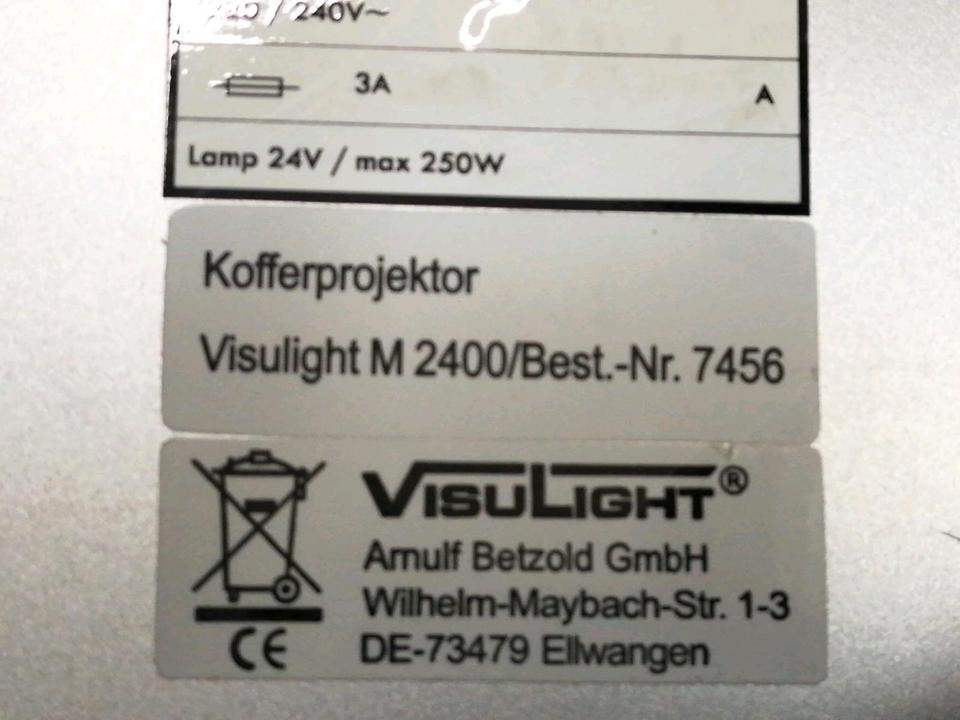 / 240V~
3A A
Lamp 24V / max 250W
Kofferprojektor
Visulight M 2400/Best.-Nr. 7456
VISULIGHT®
Arnulf Betzold GmbH
Wilhelm-Maybach-Str. 1-3
DE-73479 Ellwangen
CE